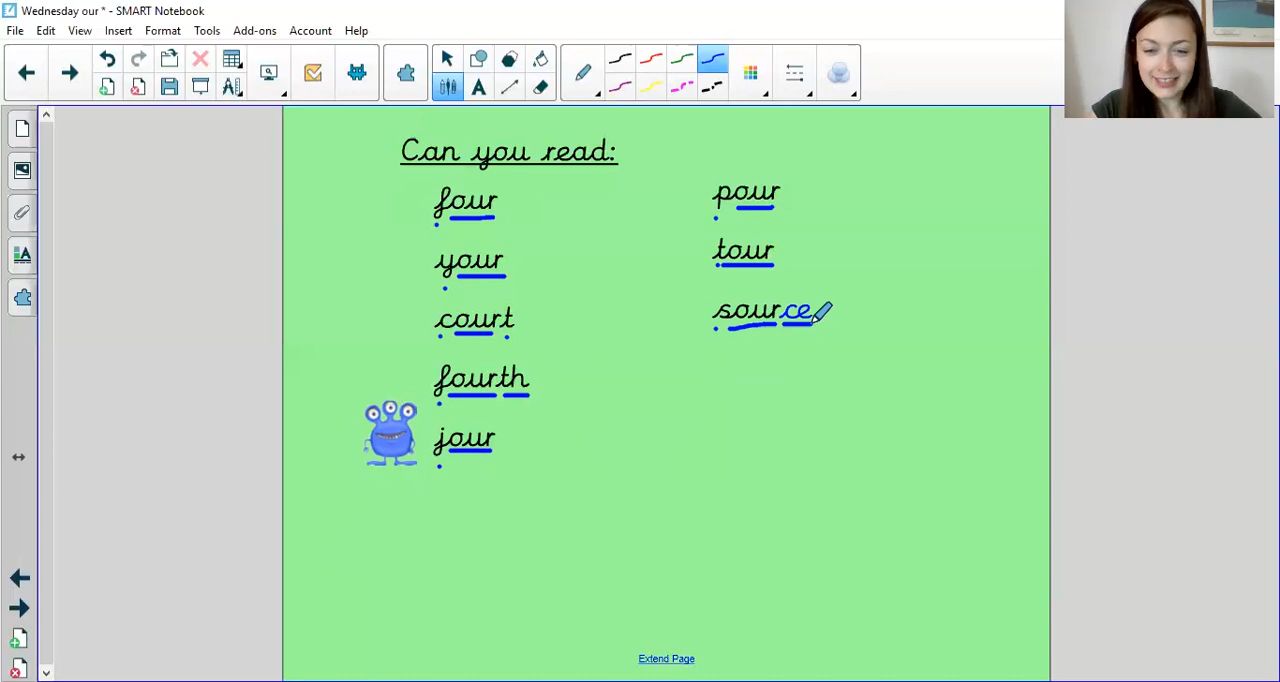 Wednesday our * - SMART Notebook
File Edit View Insert Format Tools Add-ons Account Help
Can you read:
four
your
court
fourth
jour
pour
tour
source
Extend Page